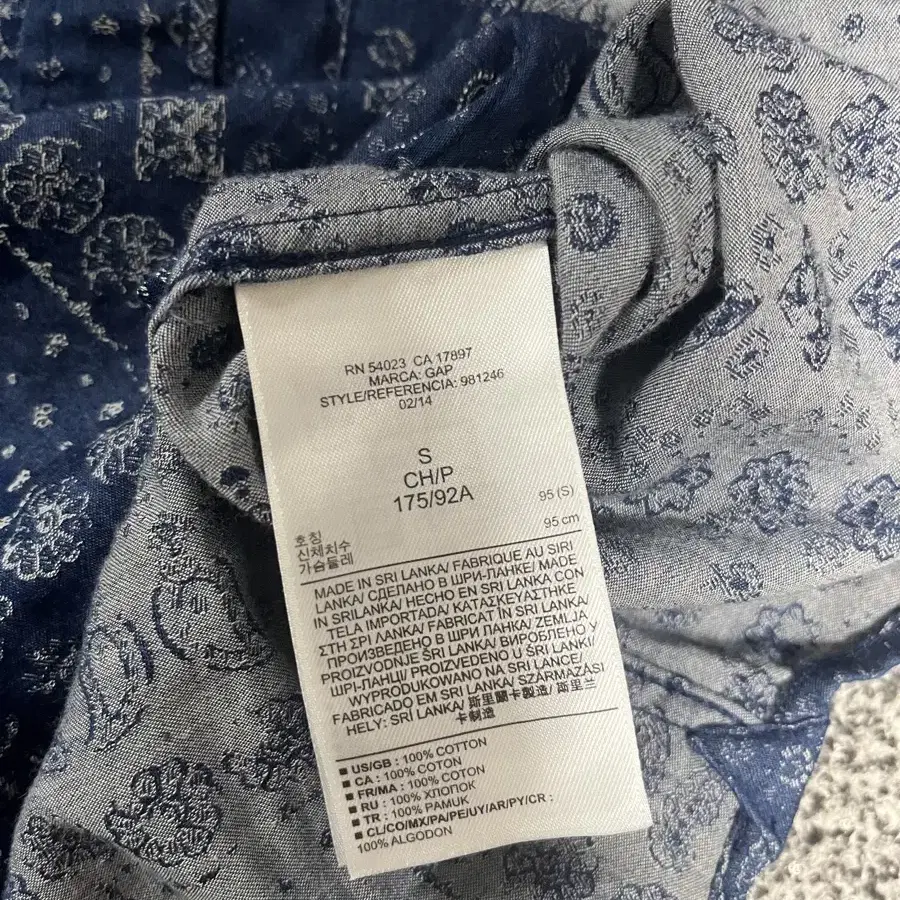 RN 54023 CA 17897
MARCA: GAP
STYLE/REFERENCIA: 981246
02/14
S
CH/P
175/92A
95 (S)
호칭
신체치수
가슴둘레
95 cm
MADE IN SRI LANKA/ FABRIQUE AU SRI
LANKA/ СДЕЛАНО В ШРИ-ЛАНКЕ/ MADE
IN SRILANKA/ HECHO EN SRI LANKA CON
TELA IMPORTADA/ ΚΑΤΑΣΚΕΥΑΣΤΗΚΕ
ΣΤΗ ΣΡΙ ΛΑΝΚΑ/ FABRICAT ÎN SRI LANKA/
ПРОИЗВЕДЕНО В ШРИ ЛАНКА/ ZEMLJA
PROIZVODNJE ŠRI LANKA/ ВИРОБЛЕНО У
ШРІ-ЛАНЦІ/ PROIZVEDENO U ŠRI LANKI/
WYPRODUKOWANO NA SRI LANCE/
FABRICADO EM SRI LANKA/ SZÁRMAZÁSI
HELY: SRI LANKA/ 斯里蘭卡製造/ 斯里兰
卡制造
■ US/GB : 100% COTTON
■ CA : 100% COTON
■ FR/MA : 100% COTON
■ RU : 100% ХЛОПОК
■ TR : 100% PAMUK
■ CL/CO/MX/PA/PE/UY/AR/PY/CR :
100% ALGODON